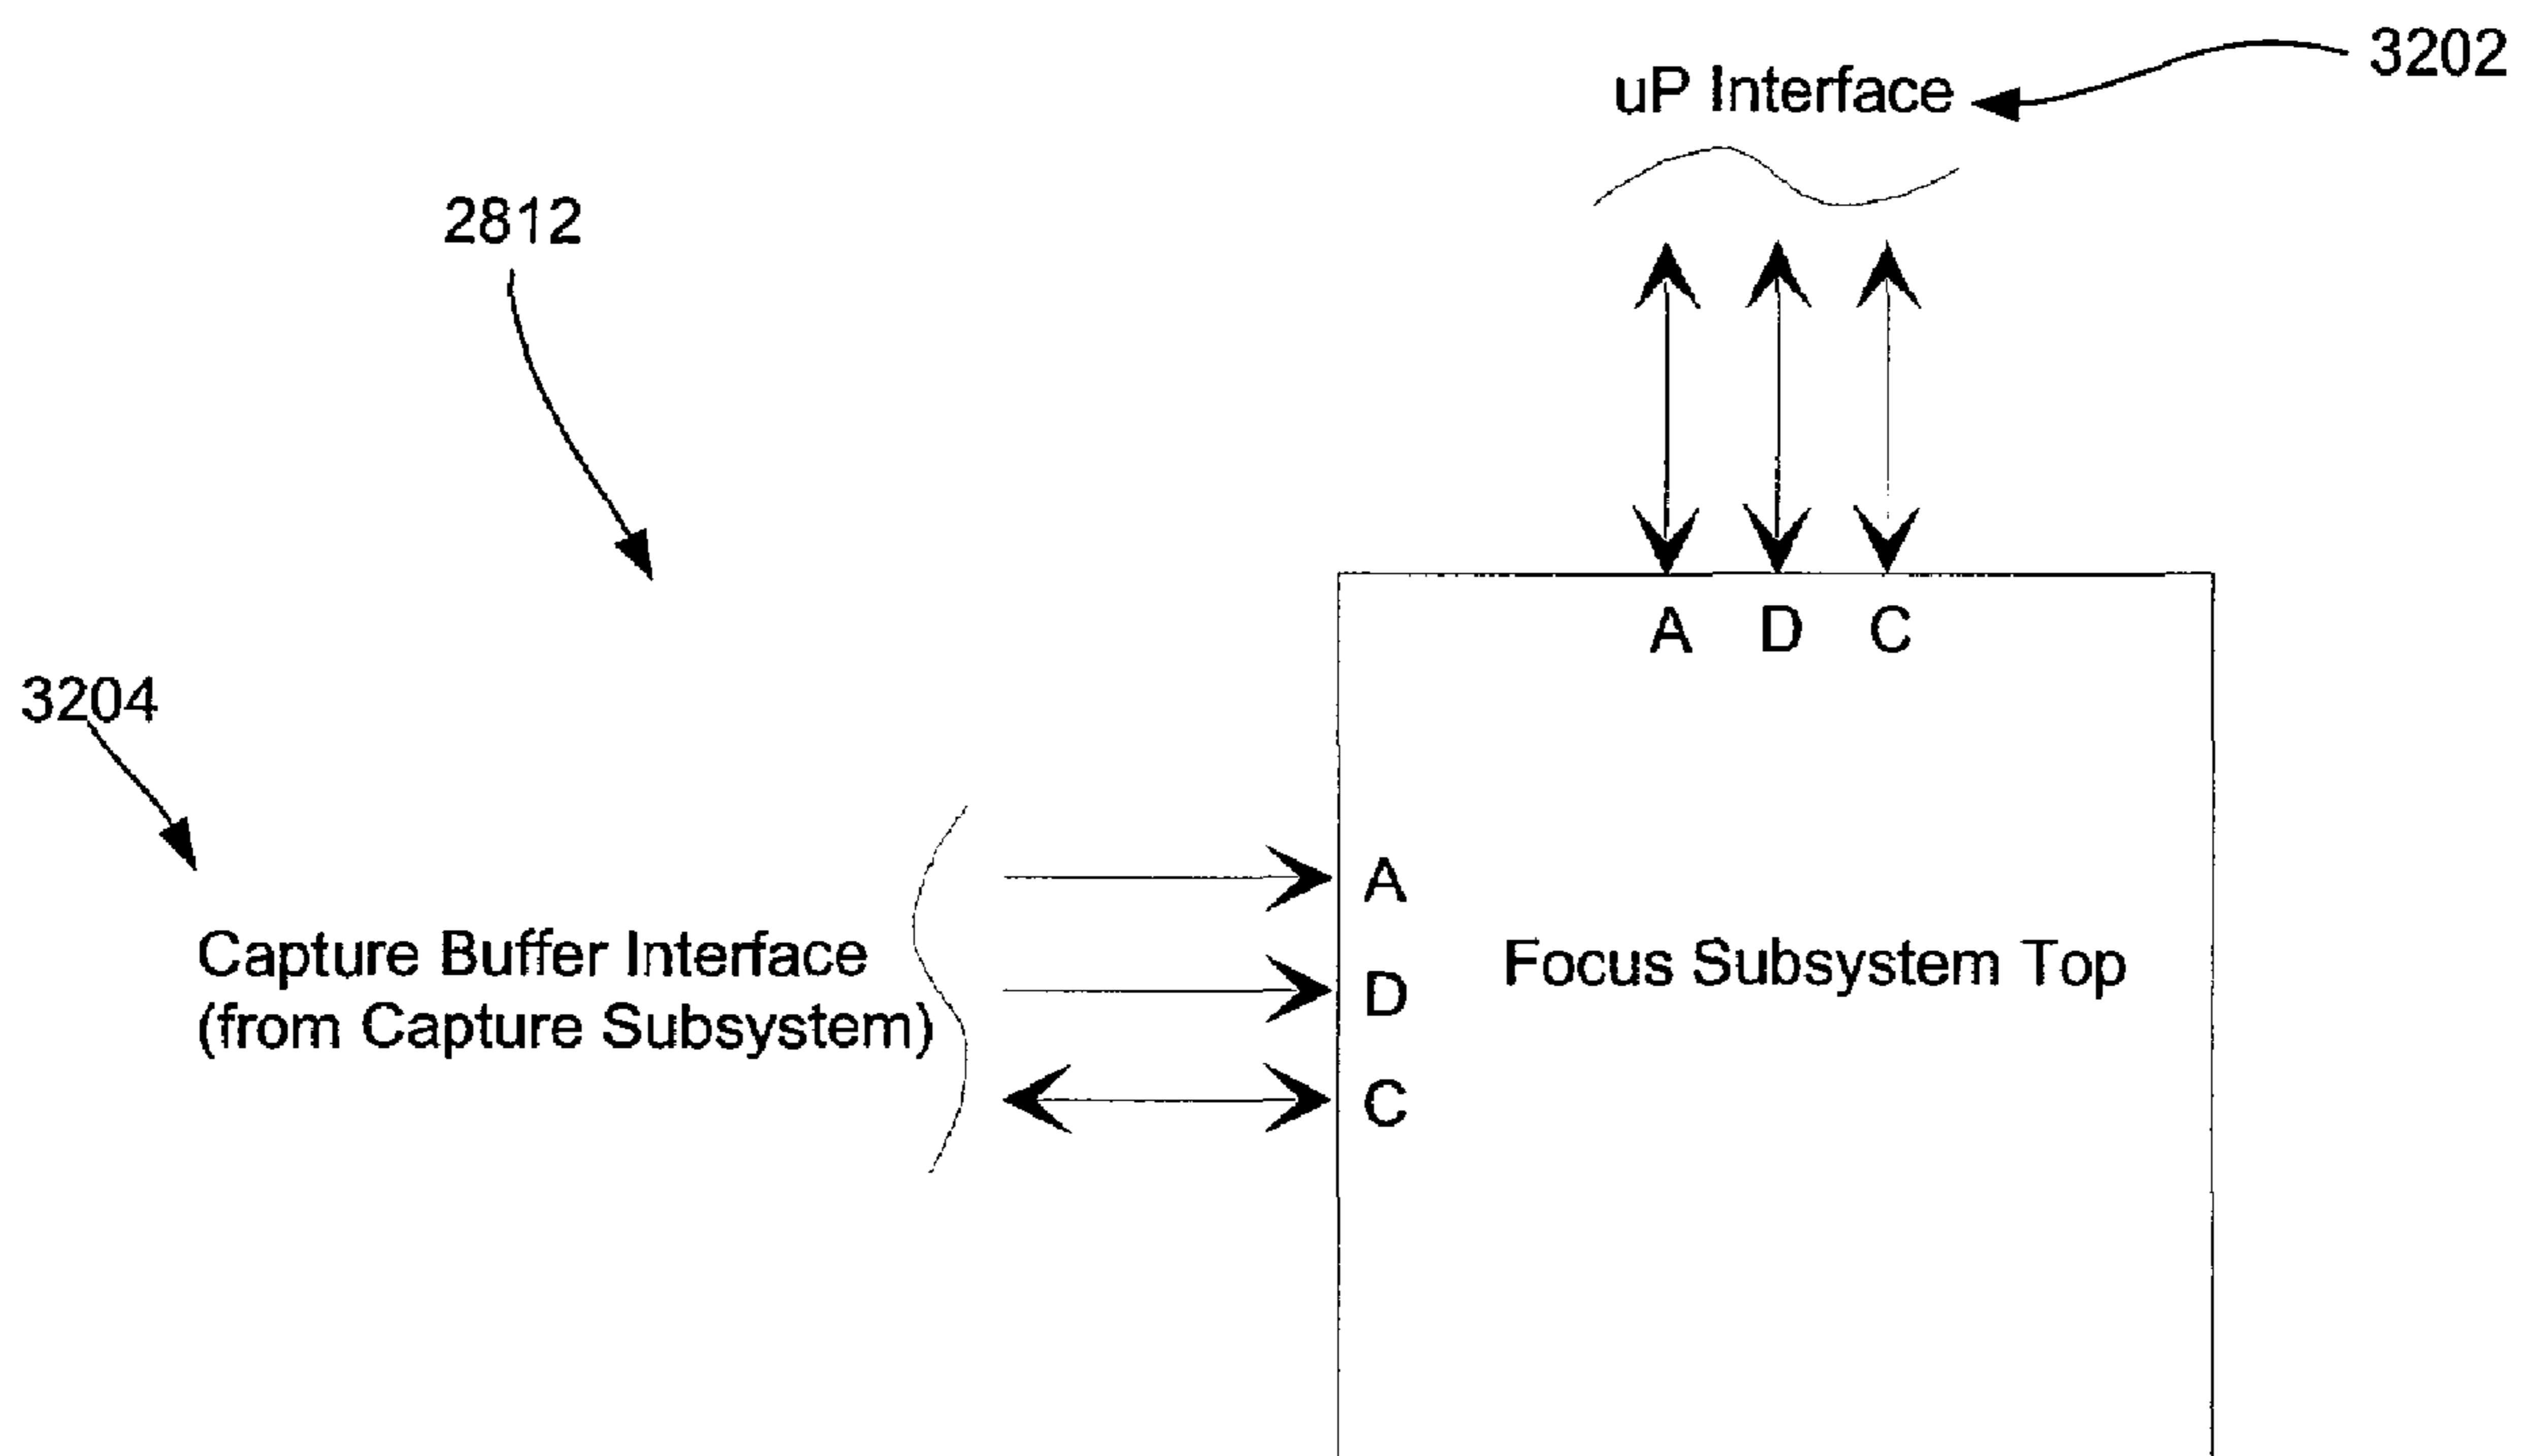 3202
uP Interface
2812
A D C
3204
A
Capture Buffer Interface
(from Capture Subsystem)
D
Focus Subsystem Top
C